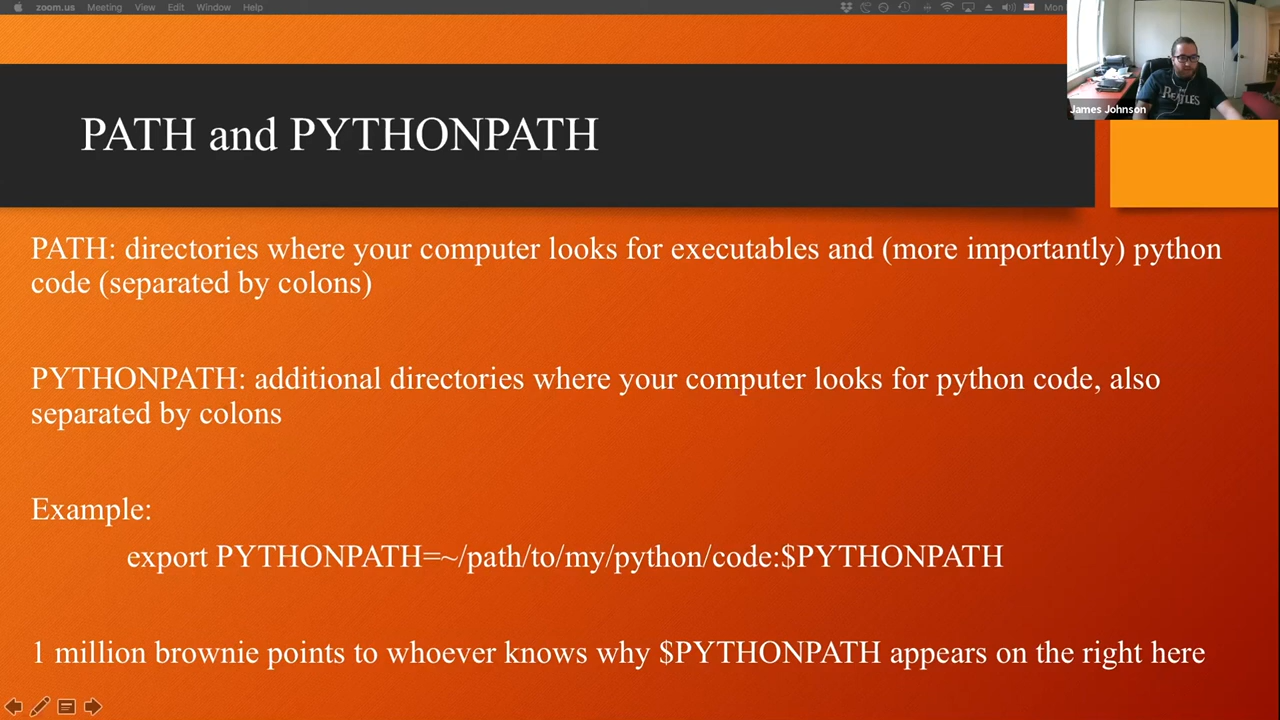 zoom.us Meeting View Edit Window Help
Mon
THE
BEATLES
James Johnson
PATH and PYTHONPATH
PATH: directories where your computer looks for executables and (more importantly) python
code (separated by colons)
PYTHONPATH: additional directories where your computer looks for python code, also
separated by colons
Example:
export PYTHONPATH=~/path/to/my/python/code:$PYTHONPATH
1 million brownie points to whoever knows why $PYTHONPATH appears on the right here